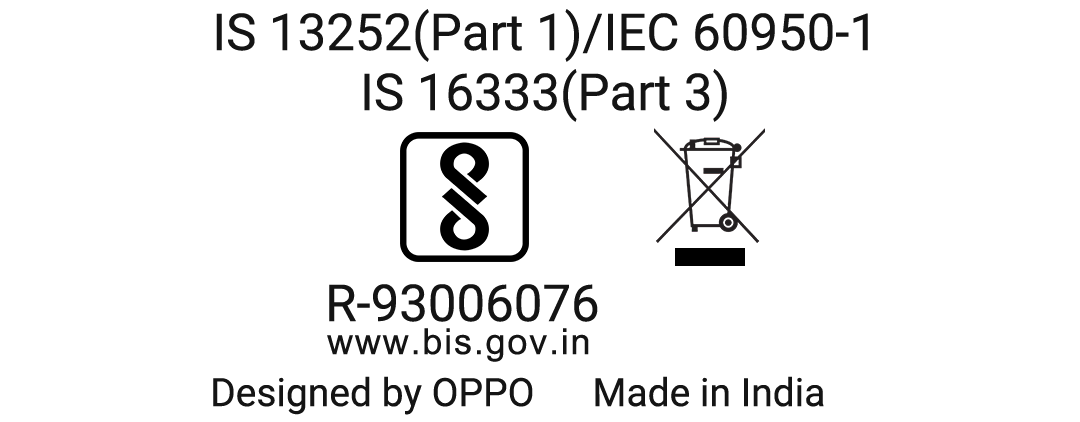 IS 13252(Part 1)/IEC 60950-1
IS 16333(Part 3)
R-93006076
www.bis.gov.in
Designed by OPPO Made in India